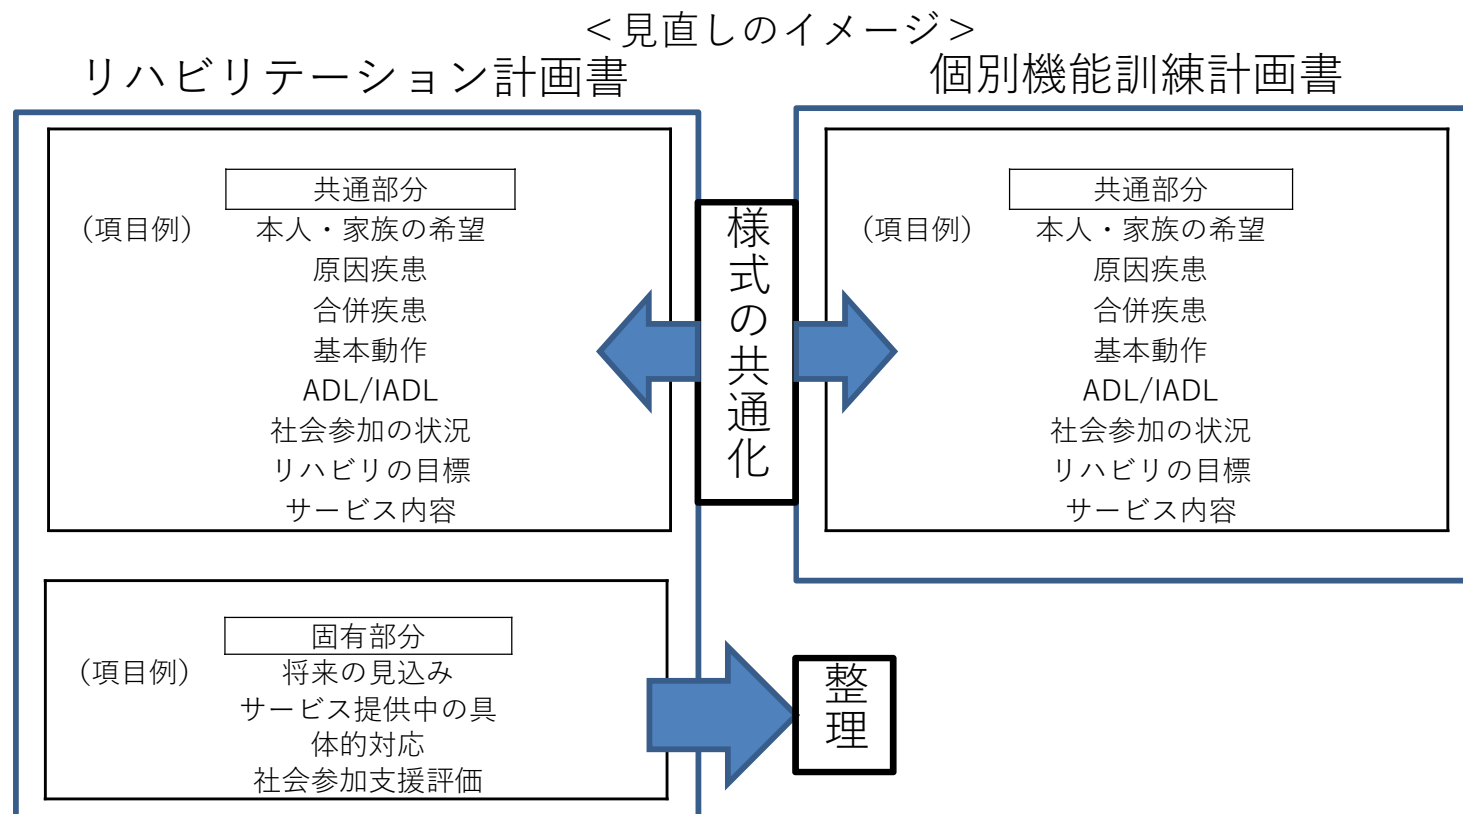 ＜見直しのイメージ＞
リハビリテーション計画書
共通部分
（項目例）
本人・家族の希望
原因疾患
合併疾患
基本動作
ADL/IADL
社会参加の状況
リハビリの目標
サービス内容
固有部分
（項目例）
将来の見込み
サービス提供中の具
体的対応
社会参加支援評価
様式の共通化
整理
個別機能訓練計画書
共通部分
（項目例）
本人・家族の希望
原因疾患
合併疾患
基本動作
ADL/IADL
社会参加の状況
リハビリの目標
サービス内容